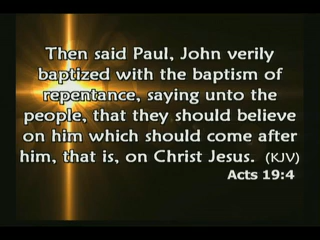 Then said Paul, John verily
baptized with the baptism of
repentance, saying unto the
people, that they should believe
on him which should come after
him, that is, on Christ Jesus. (KJV)
Acts 19:4